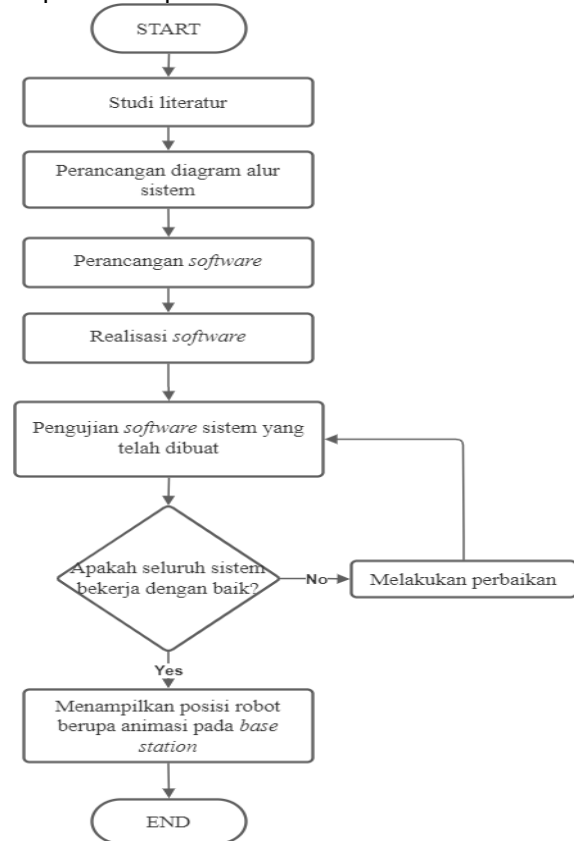 START
Studi literatur
Perancangan diagram alur
sistem
Perancangan software
Realisasi software
Pengujian software sistem yang
telah dibuat
Apakah seluruh sistem
bekerja dengan baik?
No
Melakukan perbaikan
Yes
Menampilkan posisi robot
berupa animasi pada base
station
END